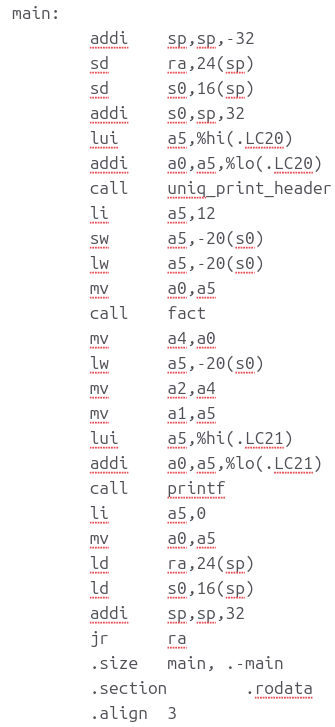 main:
addi sp,sp,-32
sd ra,24(sp)
sd s0,16(sp)
addi s0,sp,32
lui a5,%hi(.LC20)
addi a0,a5,%lo(.LC20)
call uniq_print_header
li a5,12
sw a5,-20(s0)
lw a5,-20(s0)
mv a0,a5
call fact
mv a4,a0
lw a5,-20(s0)
mv a2,a4
mv a1,a5
lui a5,%hi(.LC21)
addi a0,a5,%lo(.LC21)
call printf
li a5,0
mv a0,a5
ld ra,24(sp)
ld s0,16(sp)
addi sp,sp,32
jr ra
.size main, .-main
.section .rodata
.align 3